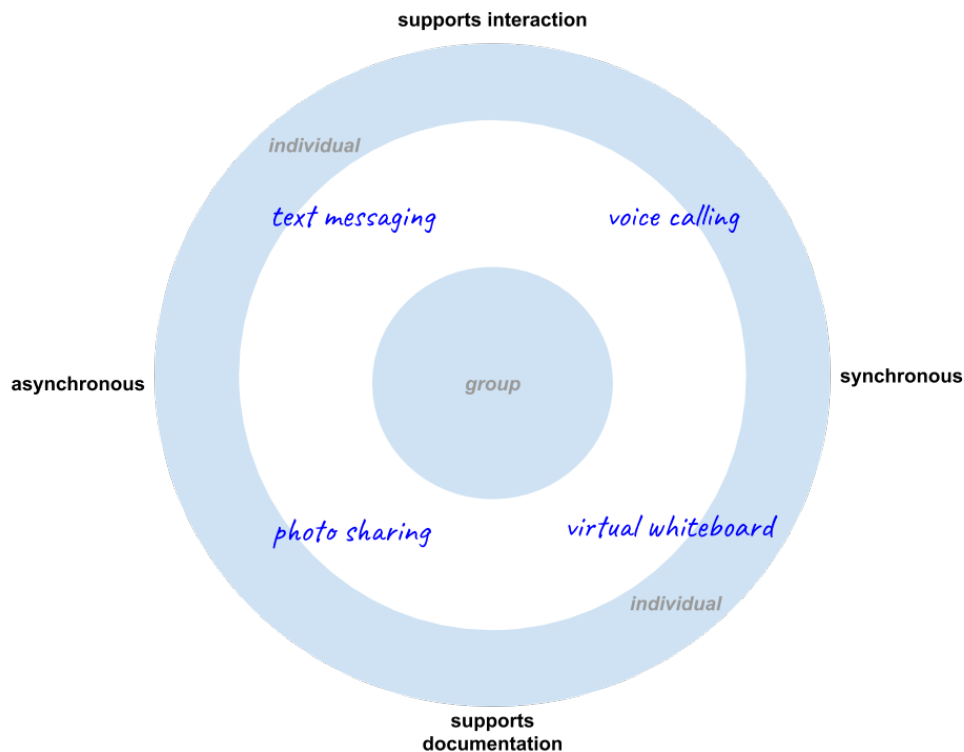 supports interaction
individual
text messaging
voice calling
asynchronous
group
synchronous
photo sharing
virtual whiteboard
individual
supports
documentation